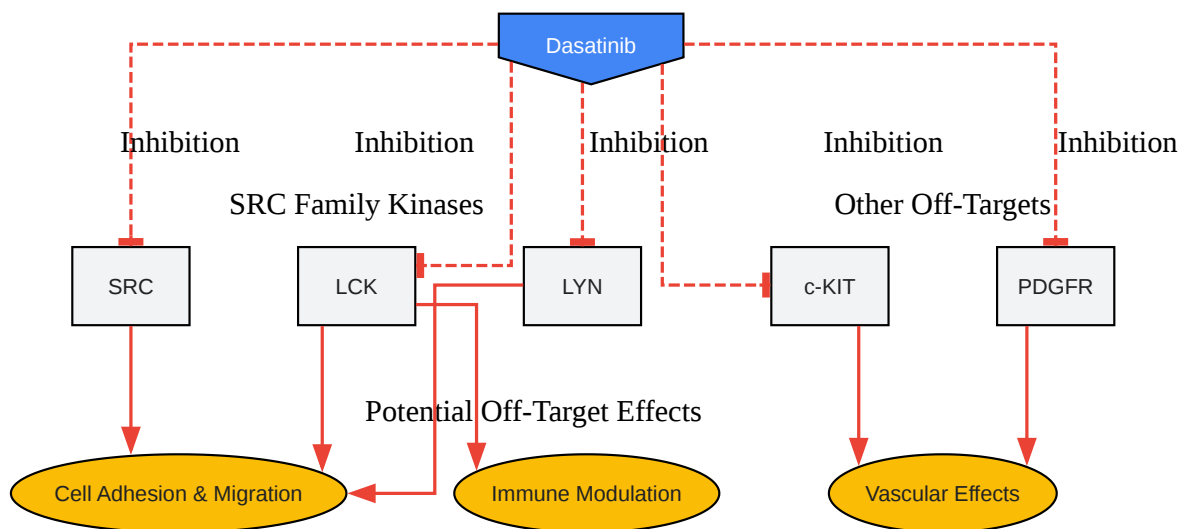 Dasatinib
Inhibition
Inhibition
Inhibition
Inhibition
Inhibition
SRC Family Kinases
Other Off-Targets
SRC
LCK
LYN
c-KIT
PDGFR
Potential Off-Target Effects
Cell Adhesion & Migration
Immune Modulation
Vascular Effects